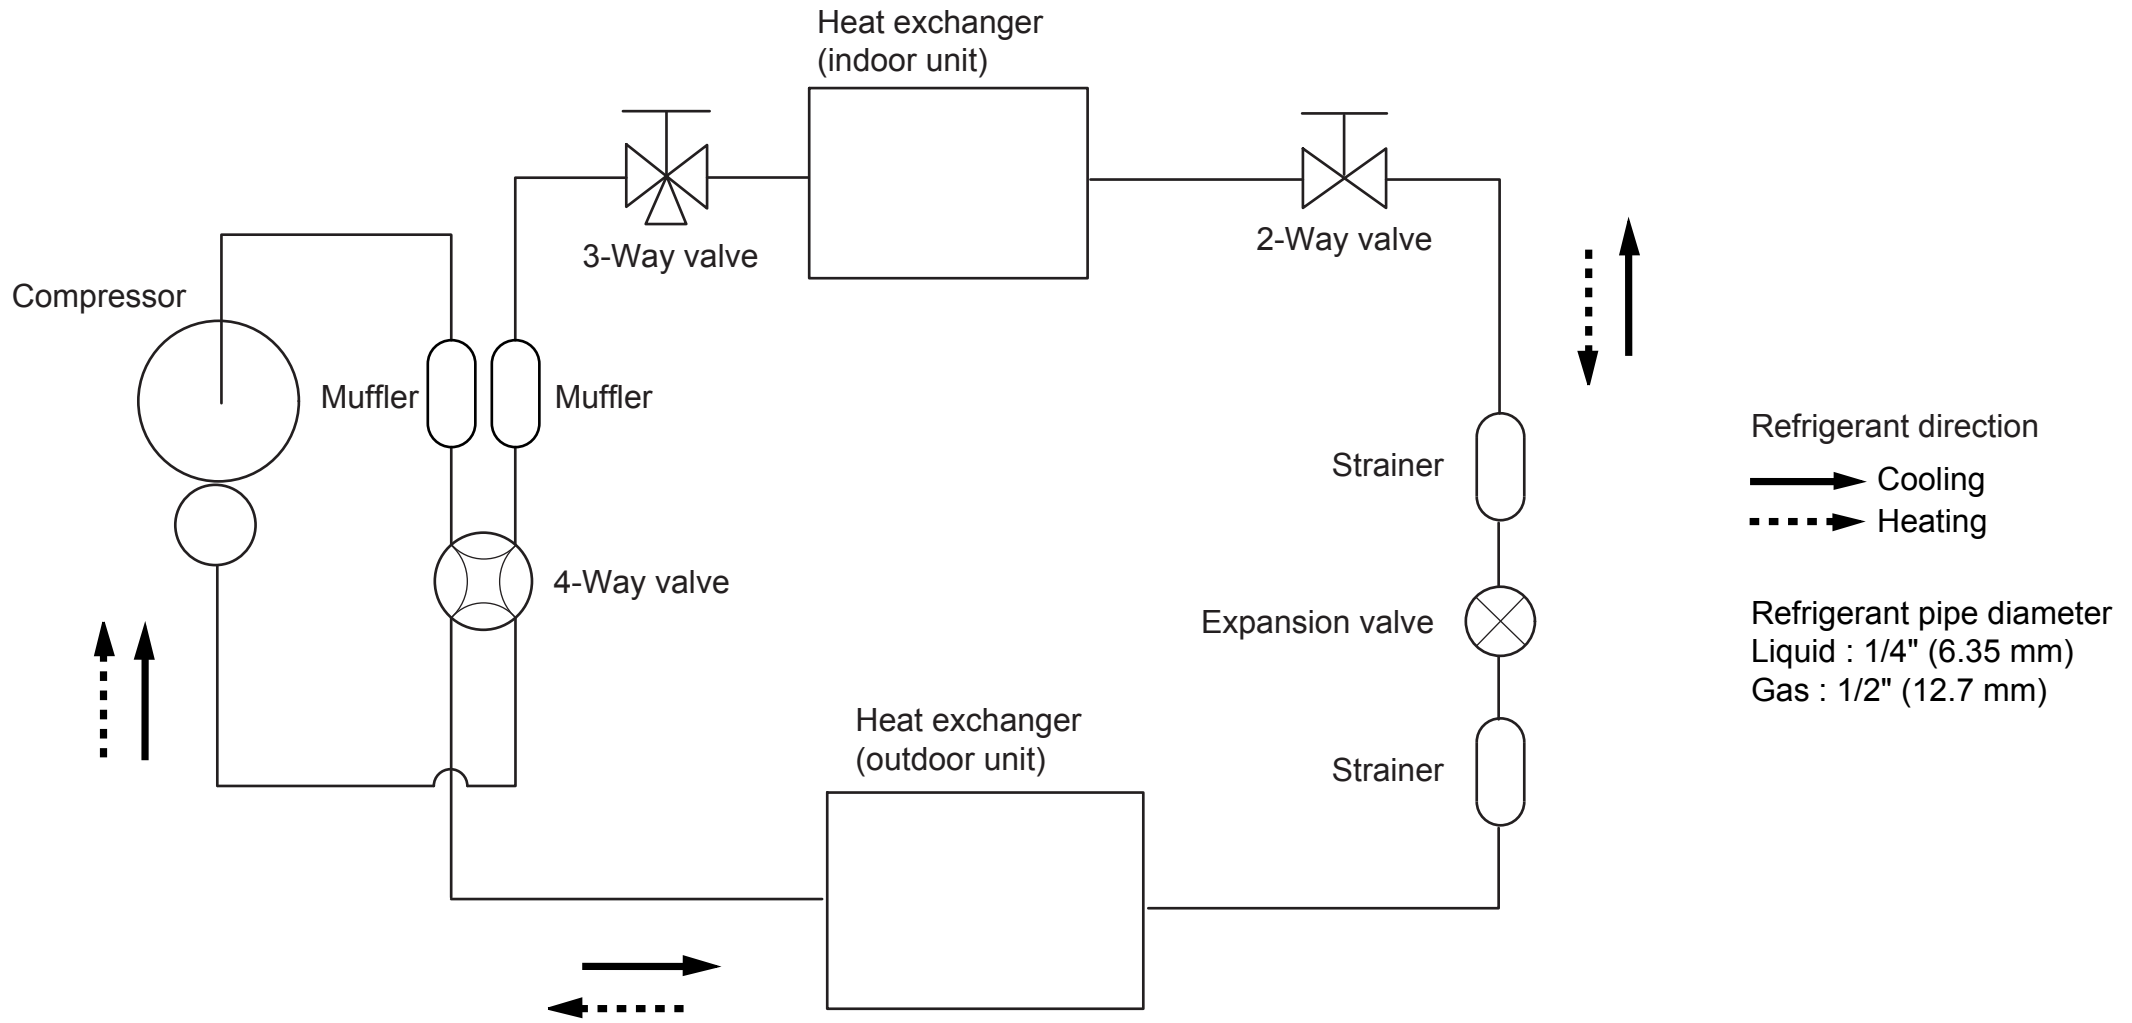 Heat exchanger
(indoor unit)
3-Way valve
2-Way valve
Compressor
Muffler
Muffler
Strainer
4-Way valve
Expansion valve
Heat exchanger
(outdoor unit)
Strainer
Refrigerant direction
Cooling
Heating
Refrigerant pipe diameter
Liquid : 1/4" (6.35 mm)
Gas : 1/2" (12.7 mm)